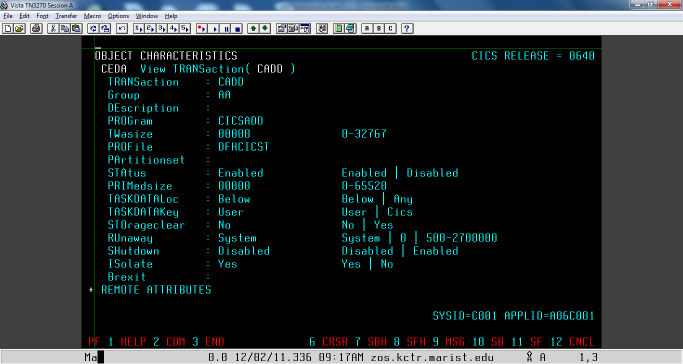 Vista TN3270 Session A
File Edit Font Transfer Macro Options Window Help
1 2 3 4 5 A B C ?
OBJECT CHARACTERISTICS CICS RELEASE = 0640
CEDA View TRANSaction( CADD )
TRANSaction : CADD
Group : AA
DEscription :
PROGram : CICSADD
TWasize : 00000 0-32767
PROFile : DFHCICST
PArtitionset :
STAtus : Enabled Enabled | Disabled
PRIMedsize : 00000 0-65520
TASKDATALoc : Below Below | Any
TASKDATAKey : User User | Cics
STOrageclear : No No | Yes
RUnaway : System System | 0 | 500-2700000
SHutdown : Disabled Disabled | Enabled
ISolate : Yes Yes | No
Brexit :
+ REMOTE ATTRIBUTES
SYSID=C001 APPLID=A06C001
PF 1 HELP 2 COM 3 END 6 CRSR 7 SBH 8 SFH 9 MSG 10 SB 11 SF 12 CNCL
Ma 0.0 12/02/11.336 09:17AM zos.kctr.marist.edu A 1,3